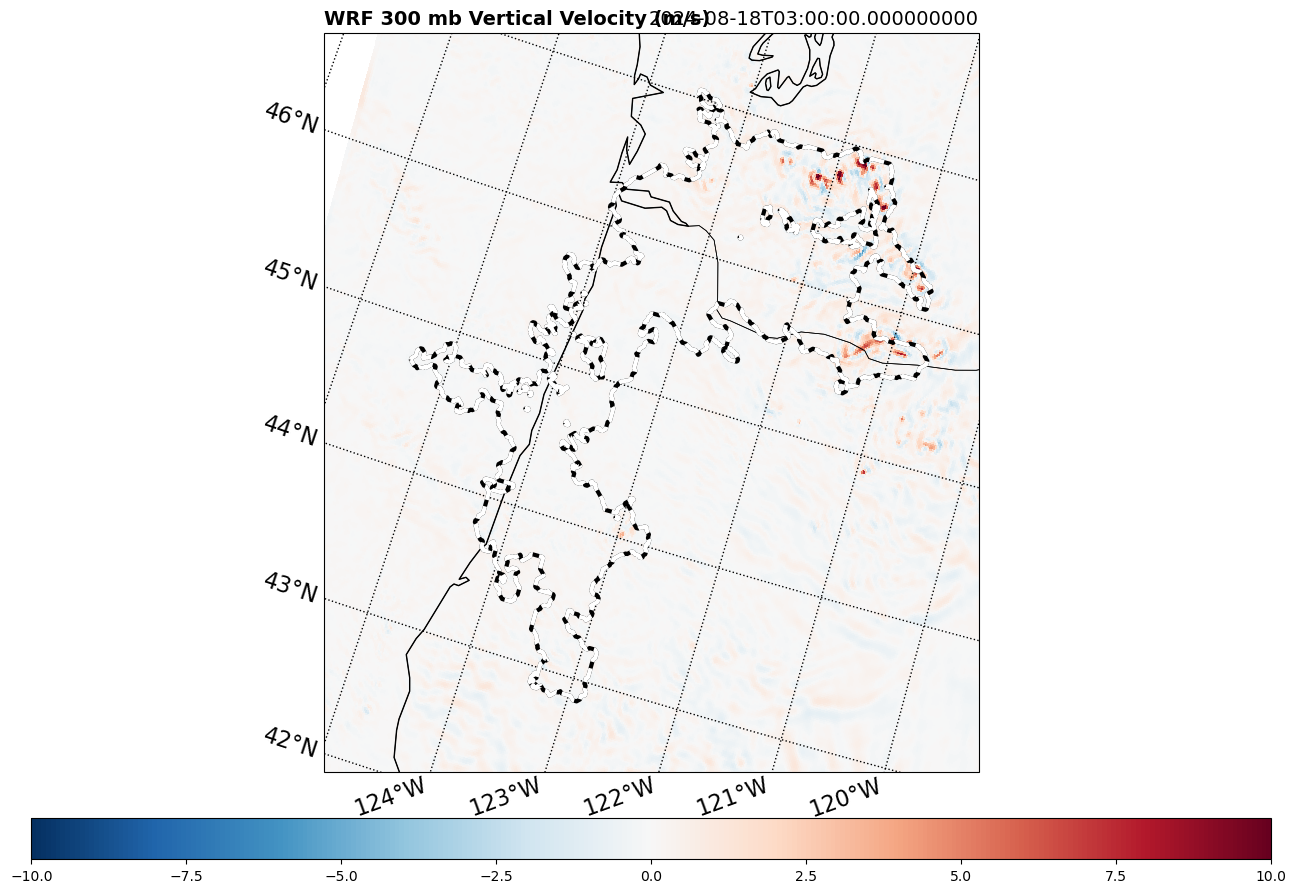 WRF 300 mb Vertical Velocity (m/s)
2024-08-18T03:00:00.000000000
46°N
45°N
44°N
43°N
42°N
124°W
123°W
122°W
121°W
120°W
−10.0
−7.5
−5.0
−2.5
0.0
2.5
5.0
7.5
10.0